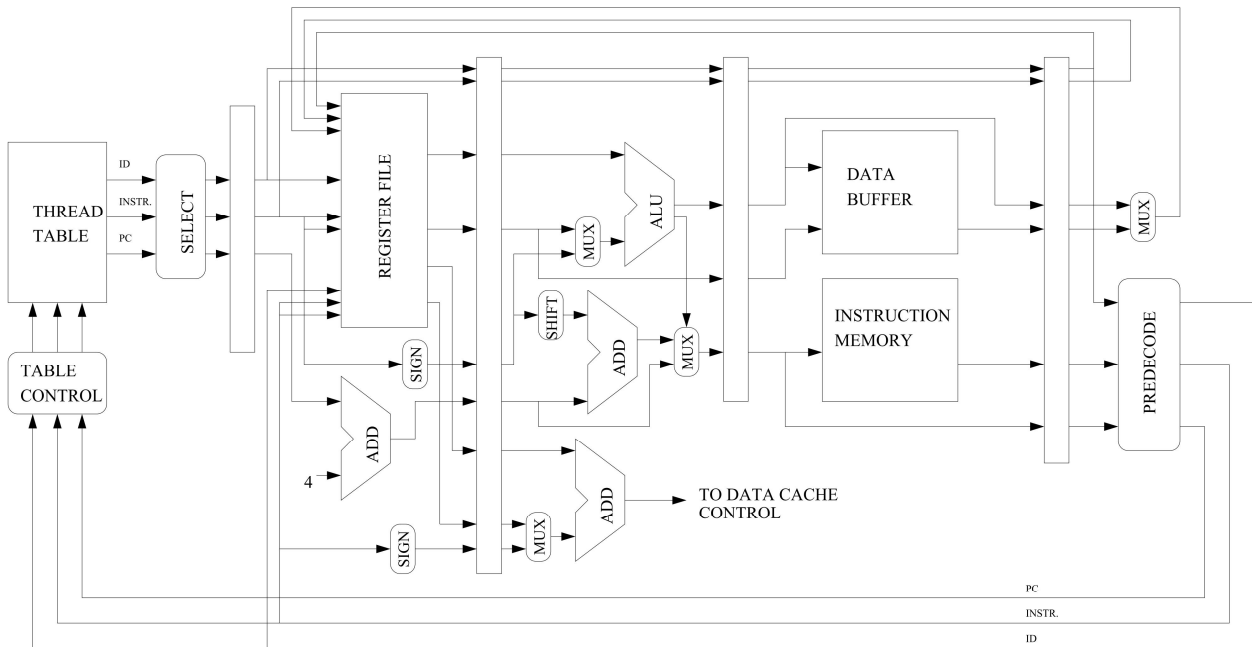 ID
INSTR.
PC
THREAD
TABLE
SELECT
TABLE
CONTROL
REGISTER FILE
SIGN
ADD
4
SIGN
MUX
SHIFT
ALU
ADD
MUX
MUX
ADD
TO DATA CACHE
CONTROL
DATA
BUFFER
INSTRUCTION
MEMORY
MUX
PREDECODE
PC
INSTR.
ID